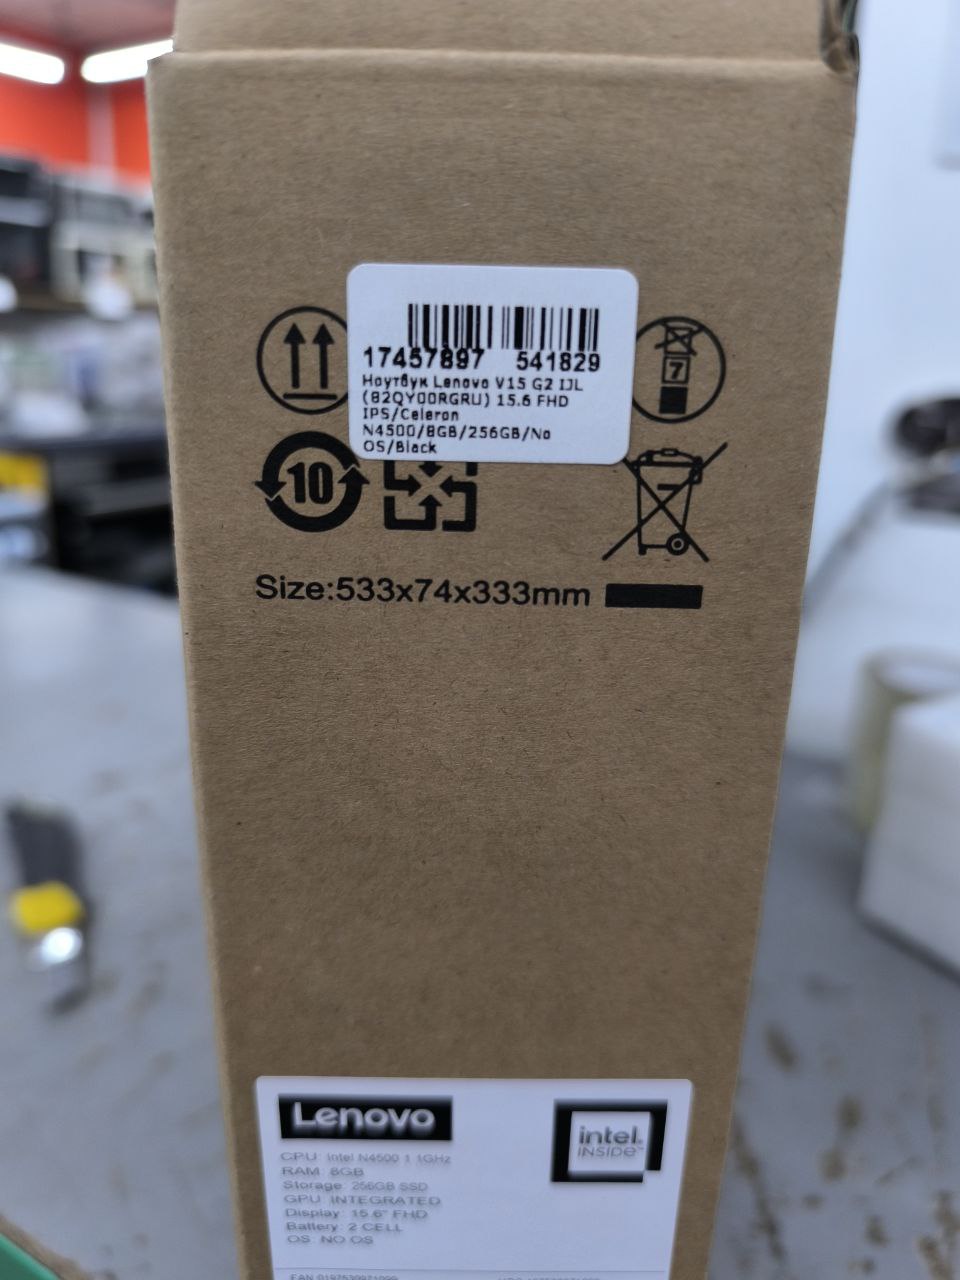 17457897 541829
Ноутбук Lenovo V15 G2 IJL
(82QY00RGRU) 15.6 FHD
IPS/Celeron
N4500/8GB/256GB/No
OS/Black
7
10
Size:533x74x333mm
Lenovo
intel.
INSIDE™
CPU: Intel N4500 1.1GHz
RAM: 8GB
Storage: 256GB SSD
GPU: INTEGRATED
Display: 15.6" FHD
Battery: 2 CELL
OS: NO OS